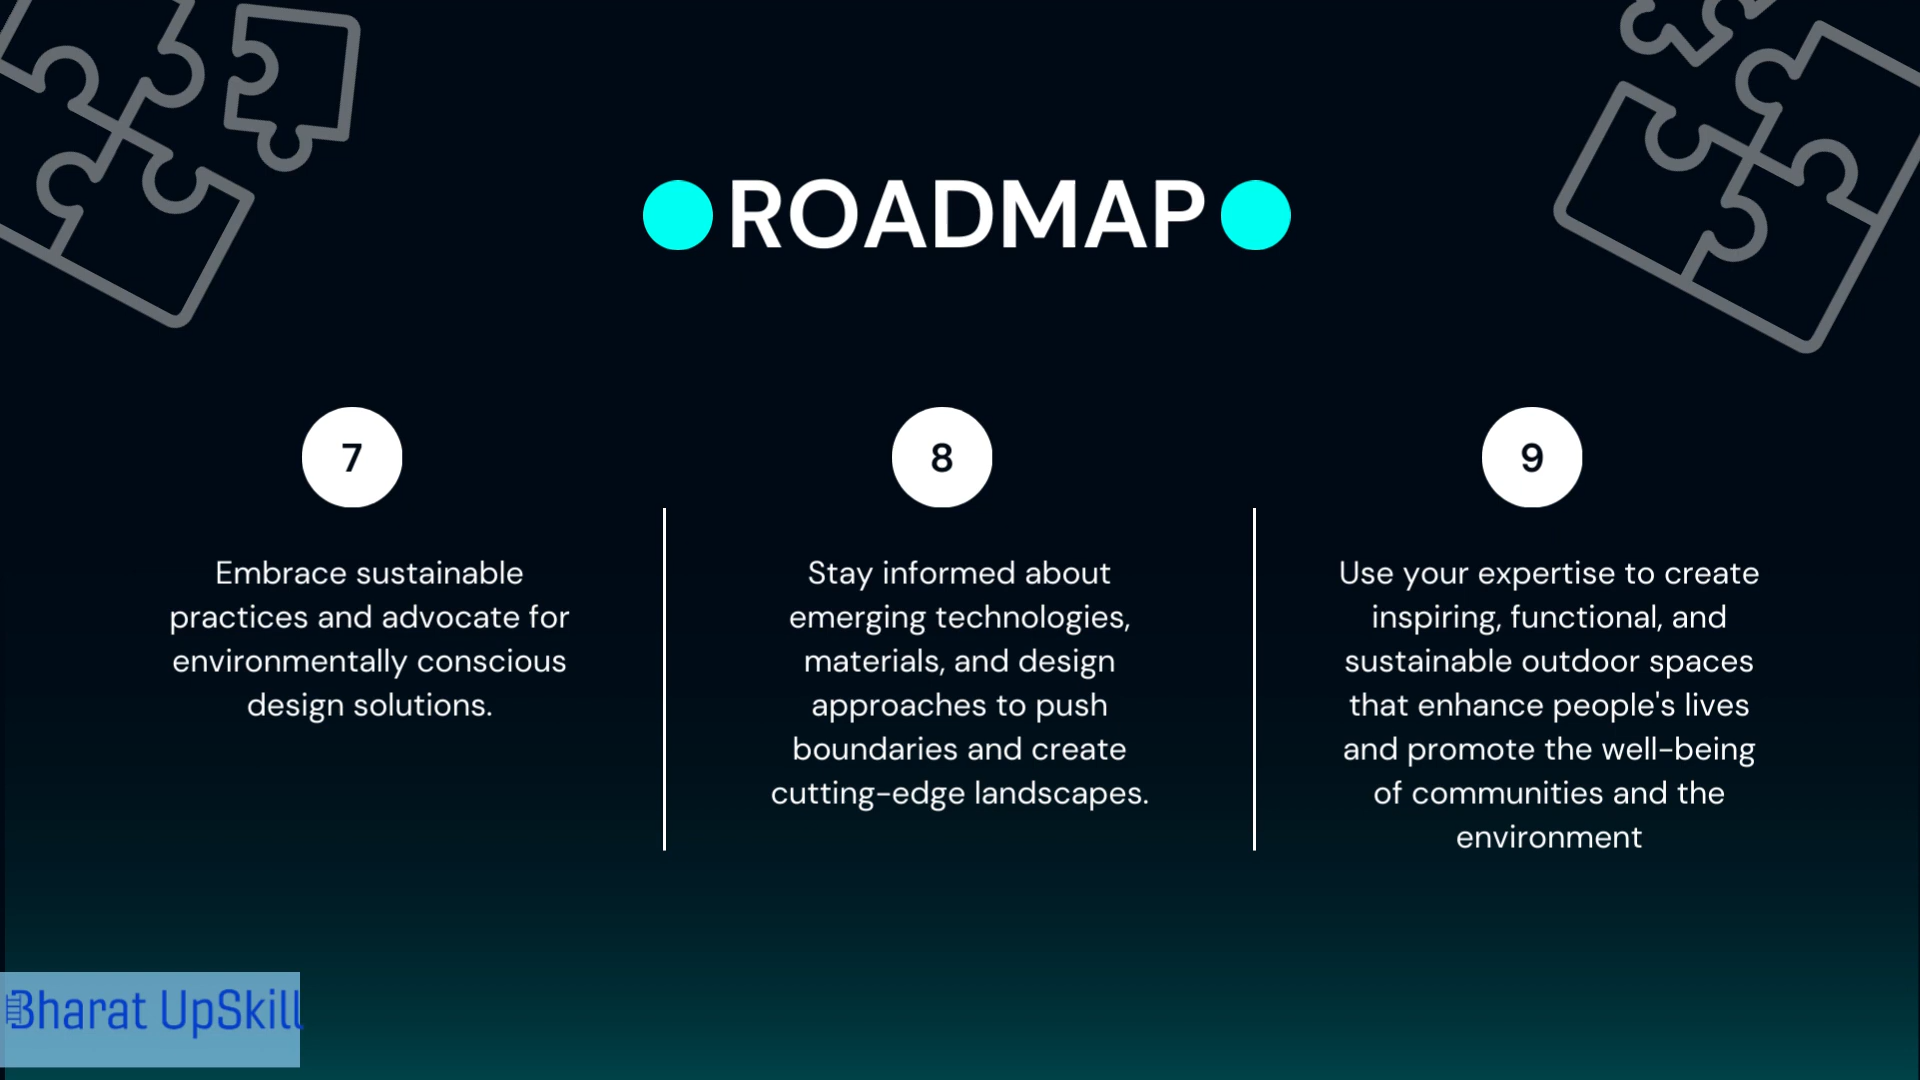 ROADMAP
7
Embrace sustainable
practices and advocate for
environmentally conscious
design solutions.
8
Stay informed about
emerging technologies,
materials, and design
approaches to push
boundaries and create
cutting-edge landscapes.
9
Use your expertise to create
inspiring, functional, and
sustainable outdoor spaces
that enhance people's lives
and promote the well-being
of communities and the
environment
Bharat UpSkill